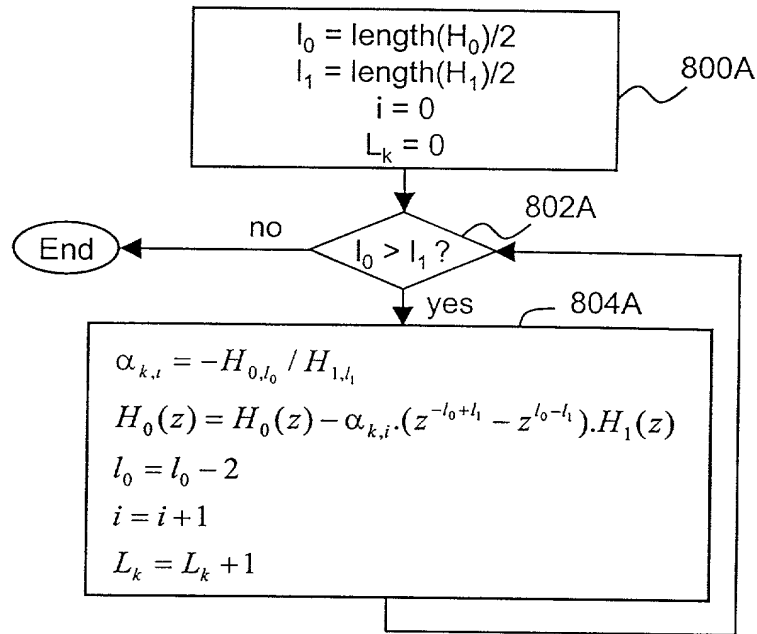 l₀ = length(H₀)/2
l₁ = length(H₁)/2
i = 0
Lₖ = 0
800A
802A
no
End
l₀ > l₁ ?
yes
804A
αₖ,ᵢ = −H₀,ₗ₀ / H₁,ₗ₁
H₀(z) = H₀(z) − αₖ,ᵢ.(z^(−l₀+l₁) − z^(l₀−l₁)).H₁(z)
l₀ = l₀ − 2
i = i + 1
Lₖ = Lₖ + 1